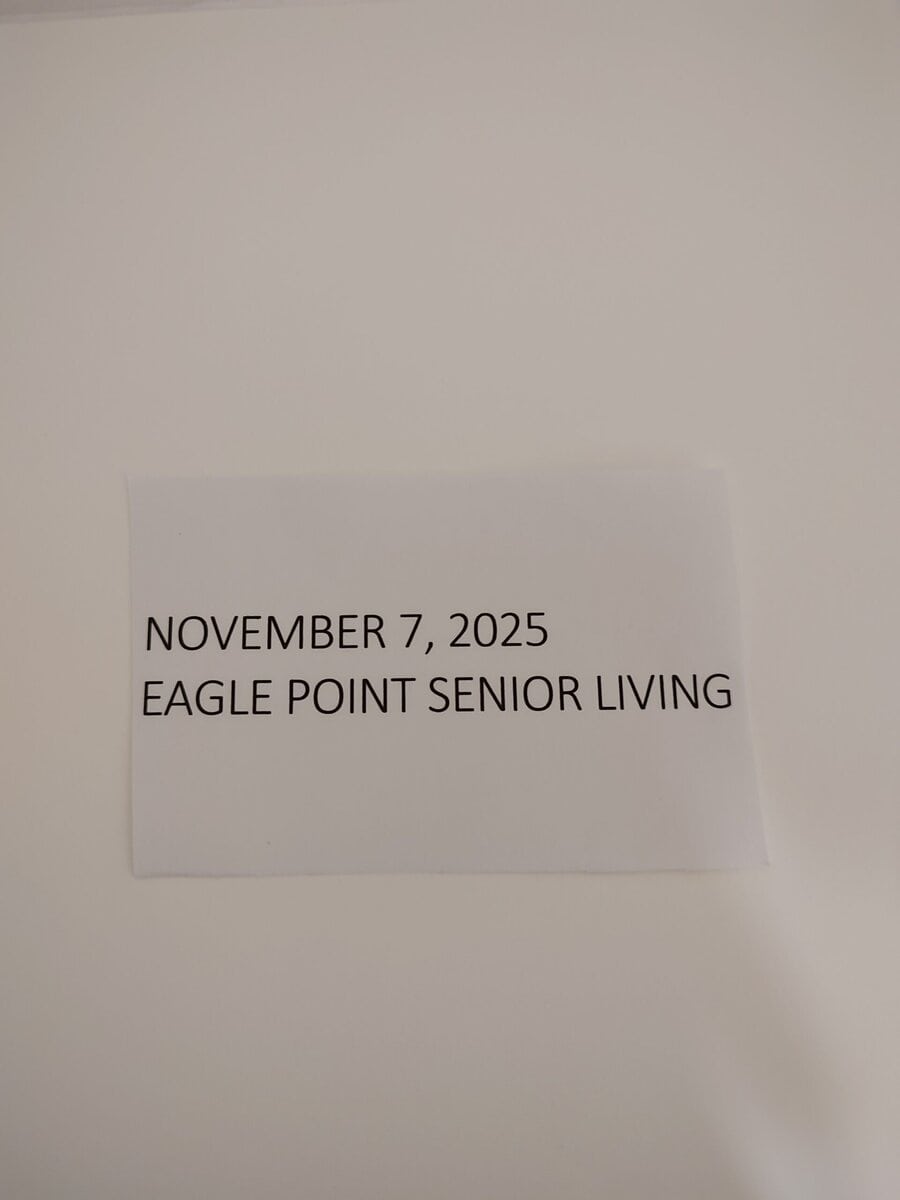 NOVEMBER 7, 2025
EAGLE POINT SENIOR LIVING